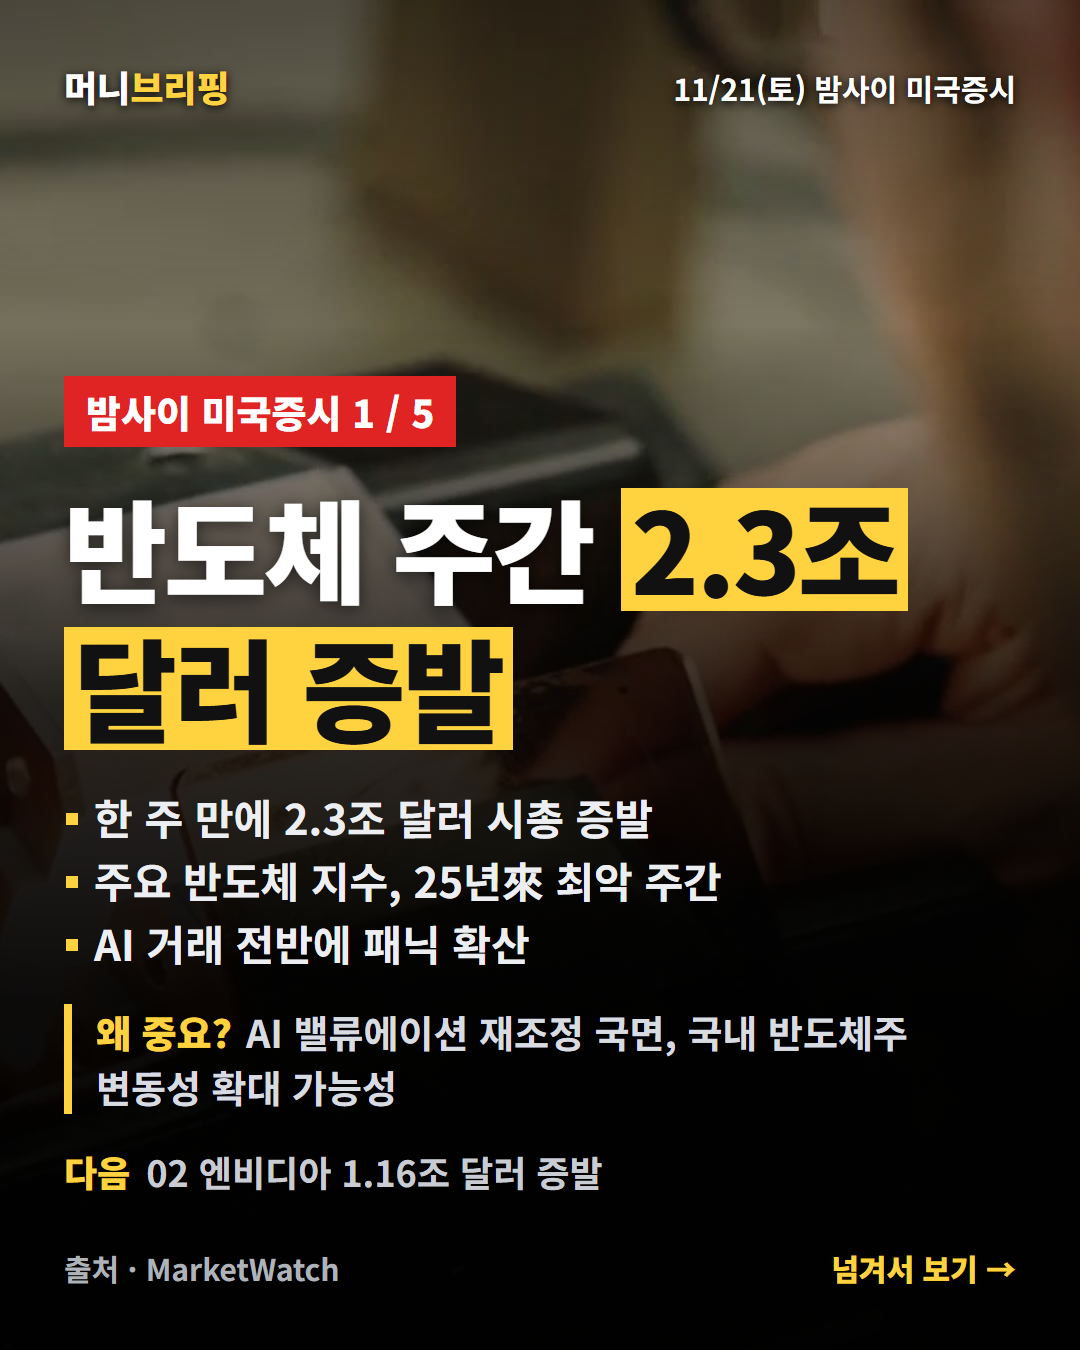 머니브리핑
11/21(토) 밤사이 미국증시
밤사이 미국증시 1 / 5
반도체 주간 2.3조
달러 증발
한 주 만에 2.3조 달러 시총 증발
주요 반도체 지수, 25년來 최악 주간
AI 거래 전반에 패닉 확산
왜 중요? AI 밸류에이션 재조정 국면, 국내 반도체주
변동성 확대 가능성
다음 02 엔비디아 1.16조 달러 증발
출처 · MarketWatch
넘겨서 보기 →